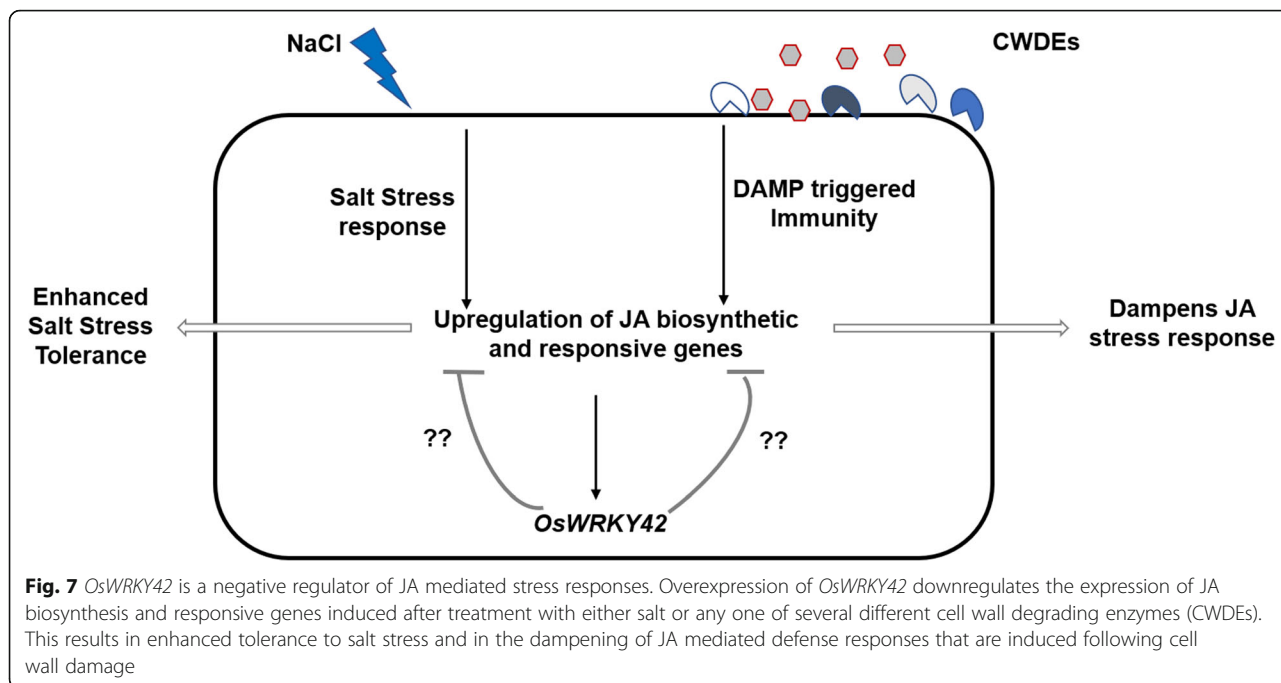 NaCl
CWDEs
Salt Stress
response
DAMP triggered
Immunity
Enhanced
Salt Stress
Tolerance
Upregulation of JA biosynthetic
and responsive genes
Dampens JA
stress response
??
??
OsWRKY42
Fig. 7 OsWRKY42 is a negative regulator of JA mediated stress responses. Overexpression of OsWRKY42 downregulates the expression of JA
biosynthesis and responsive genes induced after treatment with either salt or any one of several different cell wall degrading enzymes (CWDEs).
This results in enhanced tolerance to salt stress and in the dampening of JA mediated defense responses that are induced following cell
wall damage